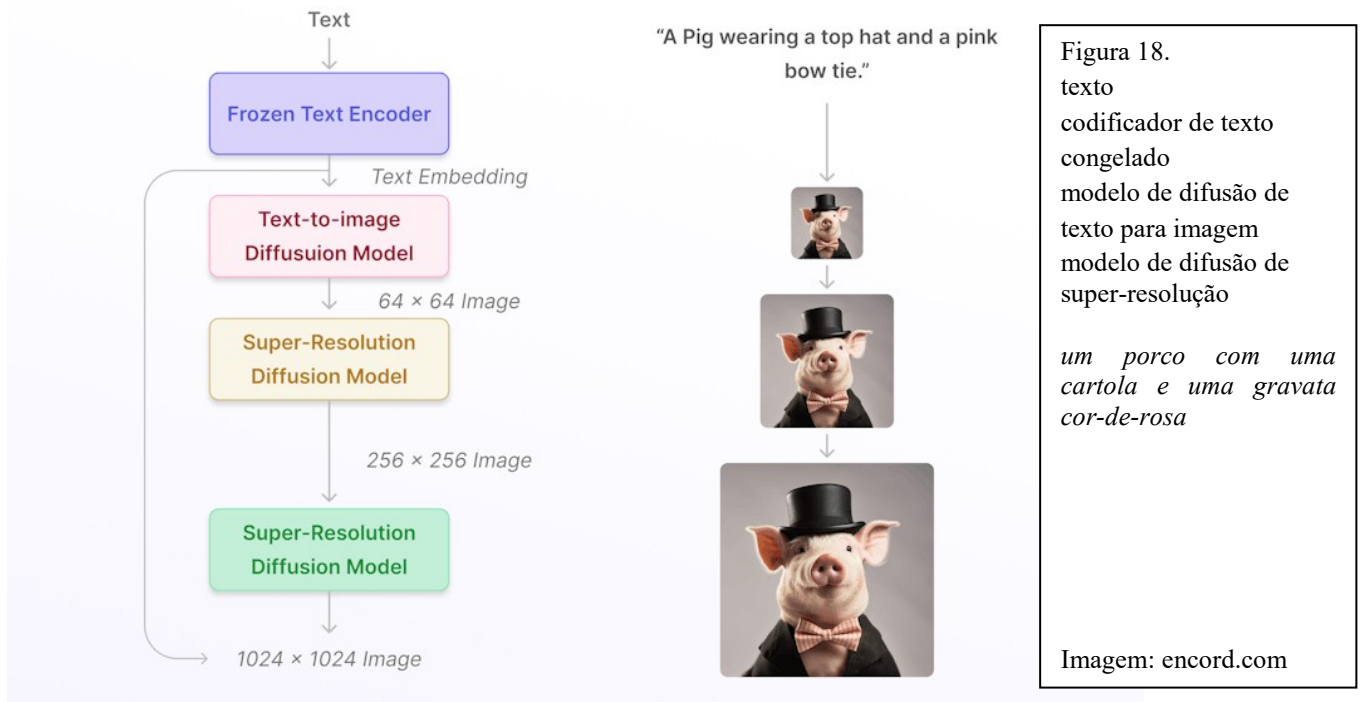 Text
Frozen Text Encoder
Text Embedding
Text-to-image
Diffusuion Model
64 × 64 Image
Super-Resolution
Diffusion Model
256 × 256 Image
Super-Resolution
Diffusion Model
1024 × 1024 Image
“A Pig wearing a top hat and a pink
bow tie.”
Figura 18.
texto
codificador de texto
congelado
modelo de difusão de
texto para imagem
modelo de difusão de
super-resolução
um porco com uma
cartola e uma gravata
cor-de-rosa
Imagem: encord.com